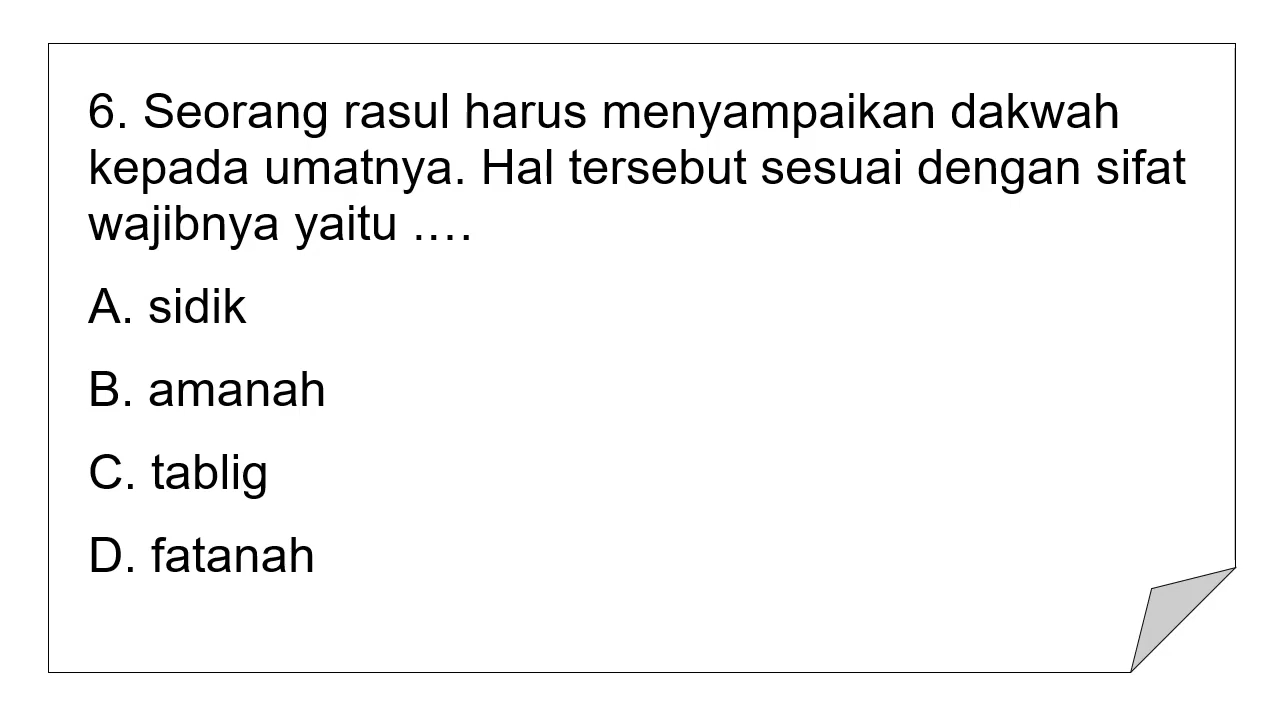 6. Seorang rasul harus menyampaikan dakwah
kepada umatnya. Hal tersebut sesuai dengan sifat
wajibnya yaitu ....
A. sidik
B. amanah
C. tablig
D. fatanah